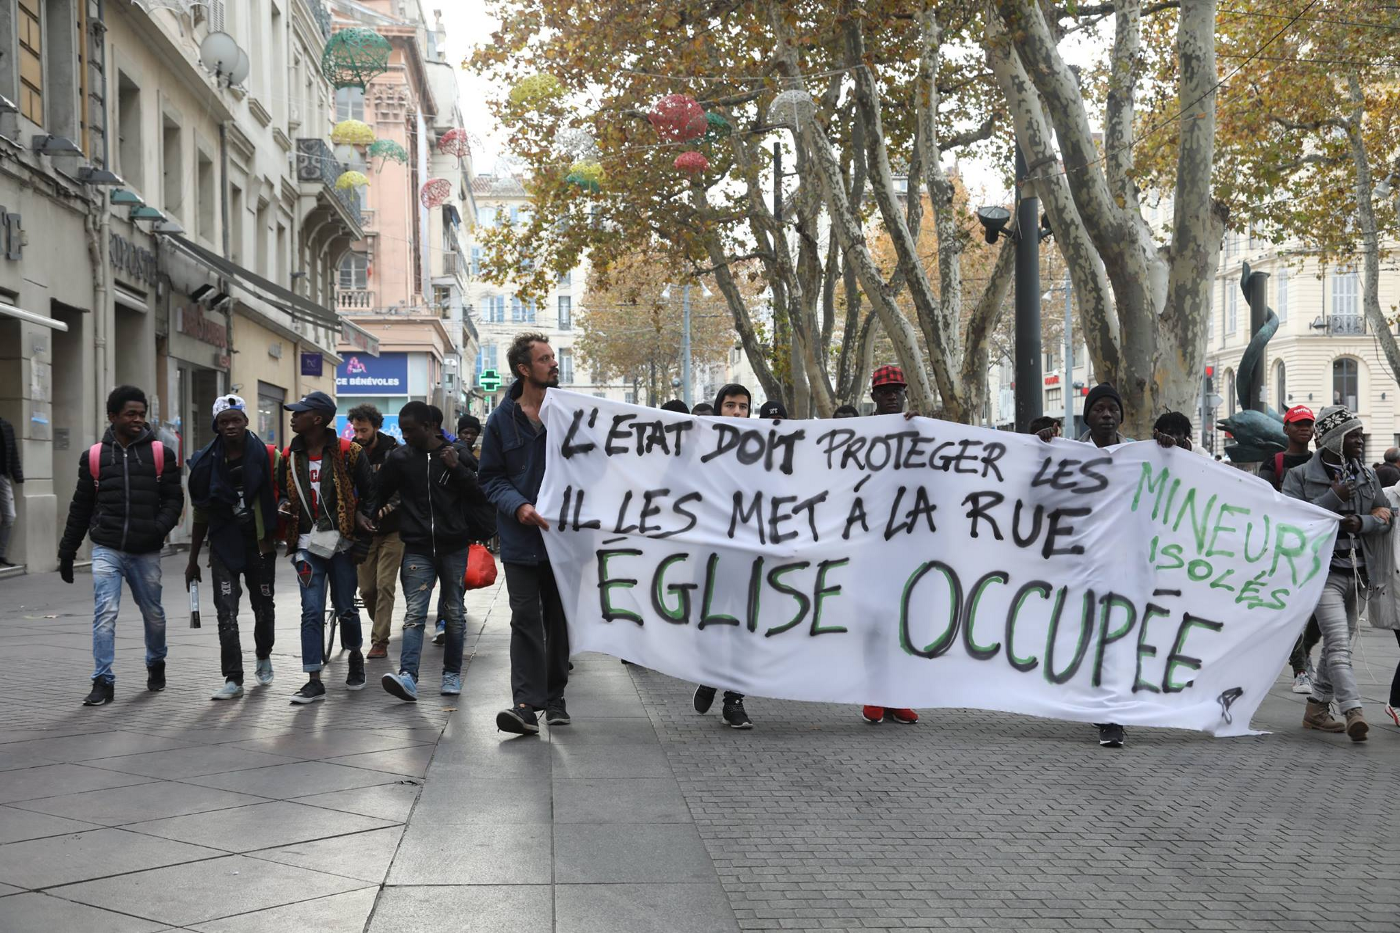 L'ETAT DOIT PROTEGER LES MINEURS ISOLÉS
IL LES MET Á LA RUE
ÉGLISE OCCUPÉE
CE BÉNÉVOLES